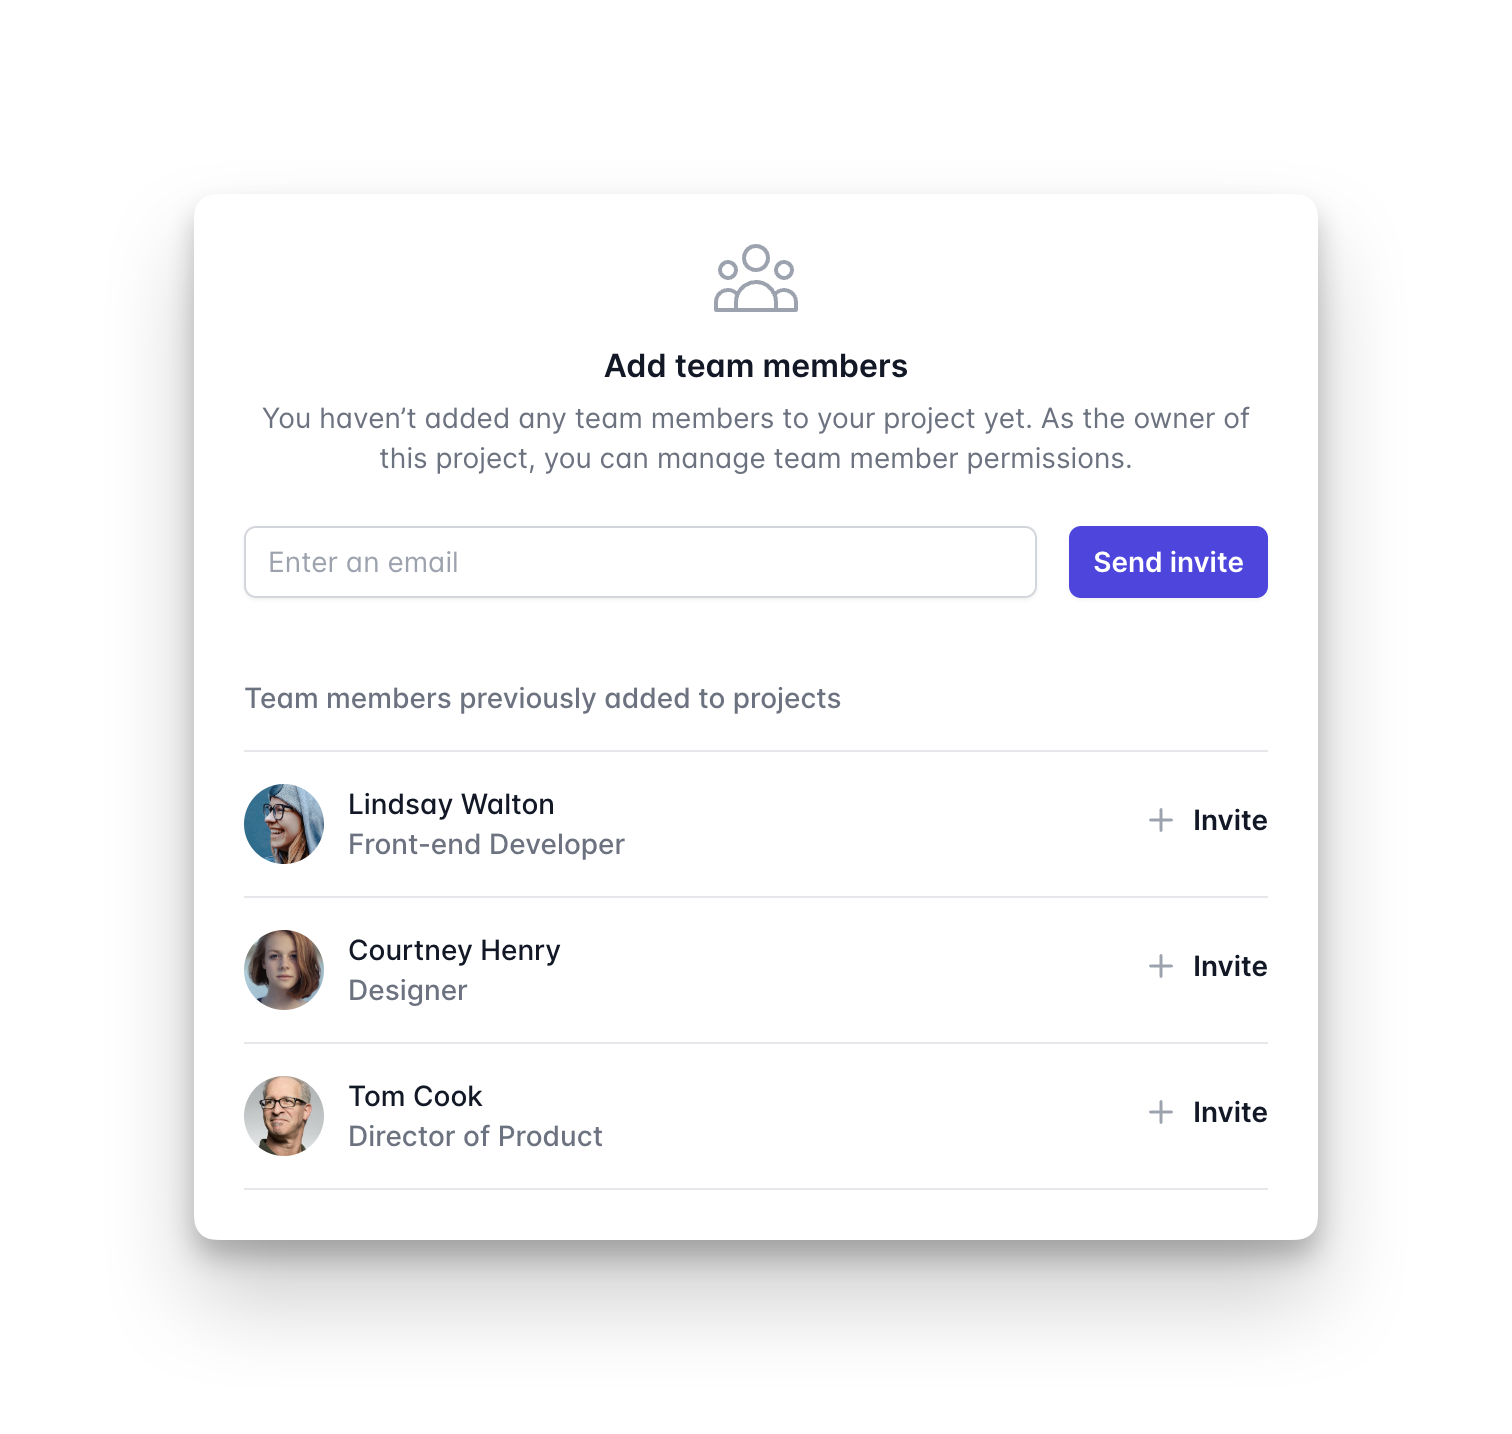 Add team members
You haven’t added any team members to your project yet. As the owner of
this project, you can manage team member permissions.
Enter an email
Send invite
Team members previously added to projects
Lindsay Walton
Front-end Developer
Invite
Courtney Henry
Designer
Invite
Tom Cook
Director of Product
Invite